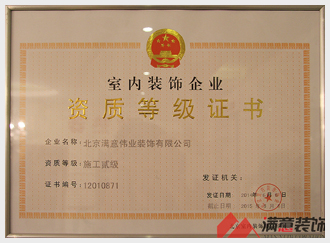 室内装饰企业
资质等级证书
企业名称：北京满意伟业装饰有限公司
资质等级：施工贰级
证书编号：12010871
发证机关：
发证日期：
截止日期：
满意装饰